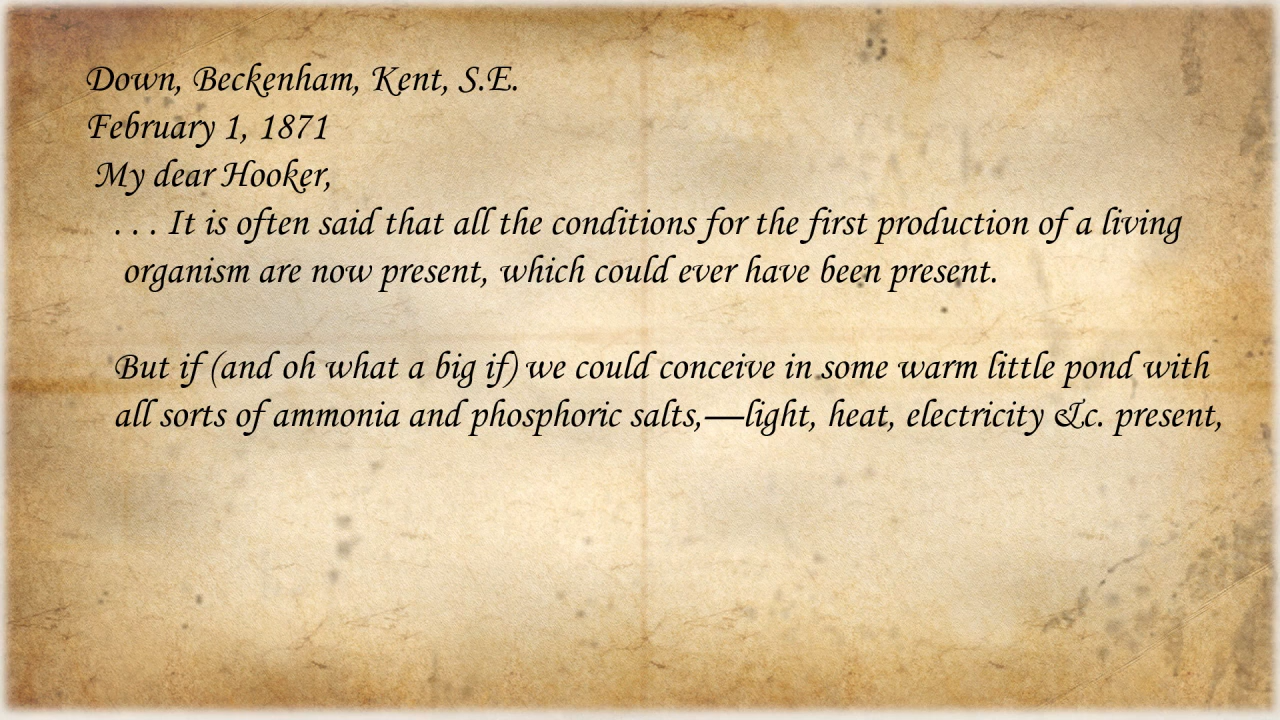 Down, Beckenham, Kent, S.E.
February 1, 1871
My dear Hooker,
. . . It is often said that all the conditions for the first production of a living
organism are now present, which could ever have been present.
But if (and oh what a big if) we could conceive in some warm little pond with
all sorts of ammonia and phosphoric salts,—light, heat, electricity &c. present,